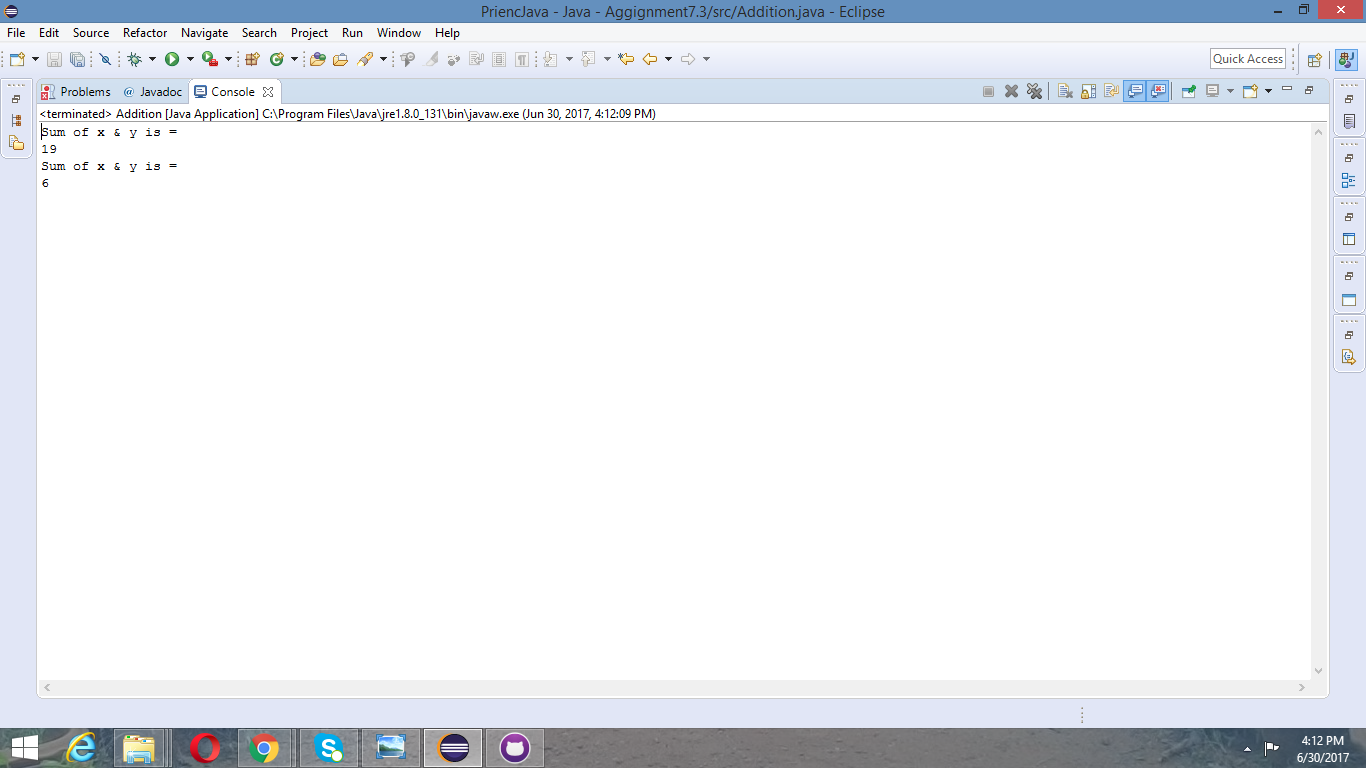 PriencJava - Java - Aggignment7.3/src/Addition.java - Eclipse
File Edit Source Refactor Navigate Search Project Run Window Help
Quick Access
Problems @ Javadoc Console
<terminated> Addition [Java Application] C:\Program Files\Java\jre1.8.0_131\bin\javaw.exe (Jun 30, 2017, 4:12:09 PM)
Sum of x & y is =
19
Sum of x & y is =
6
4:12 PM
6/30/2017